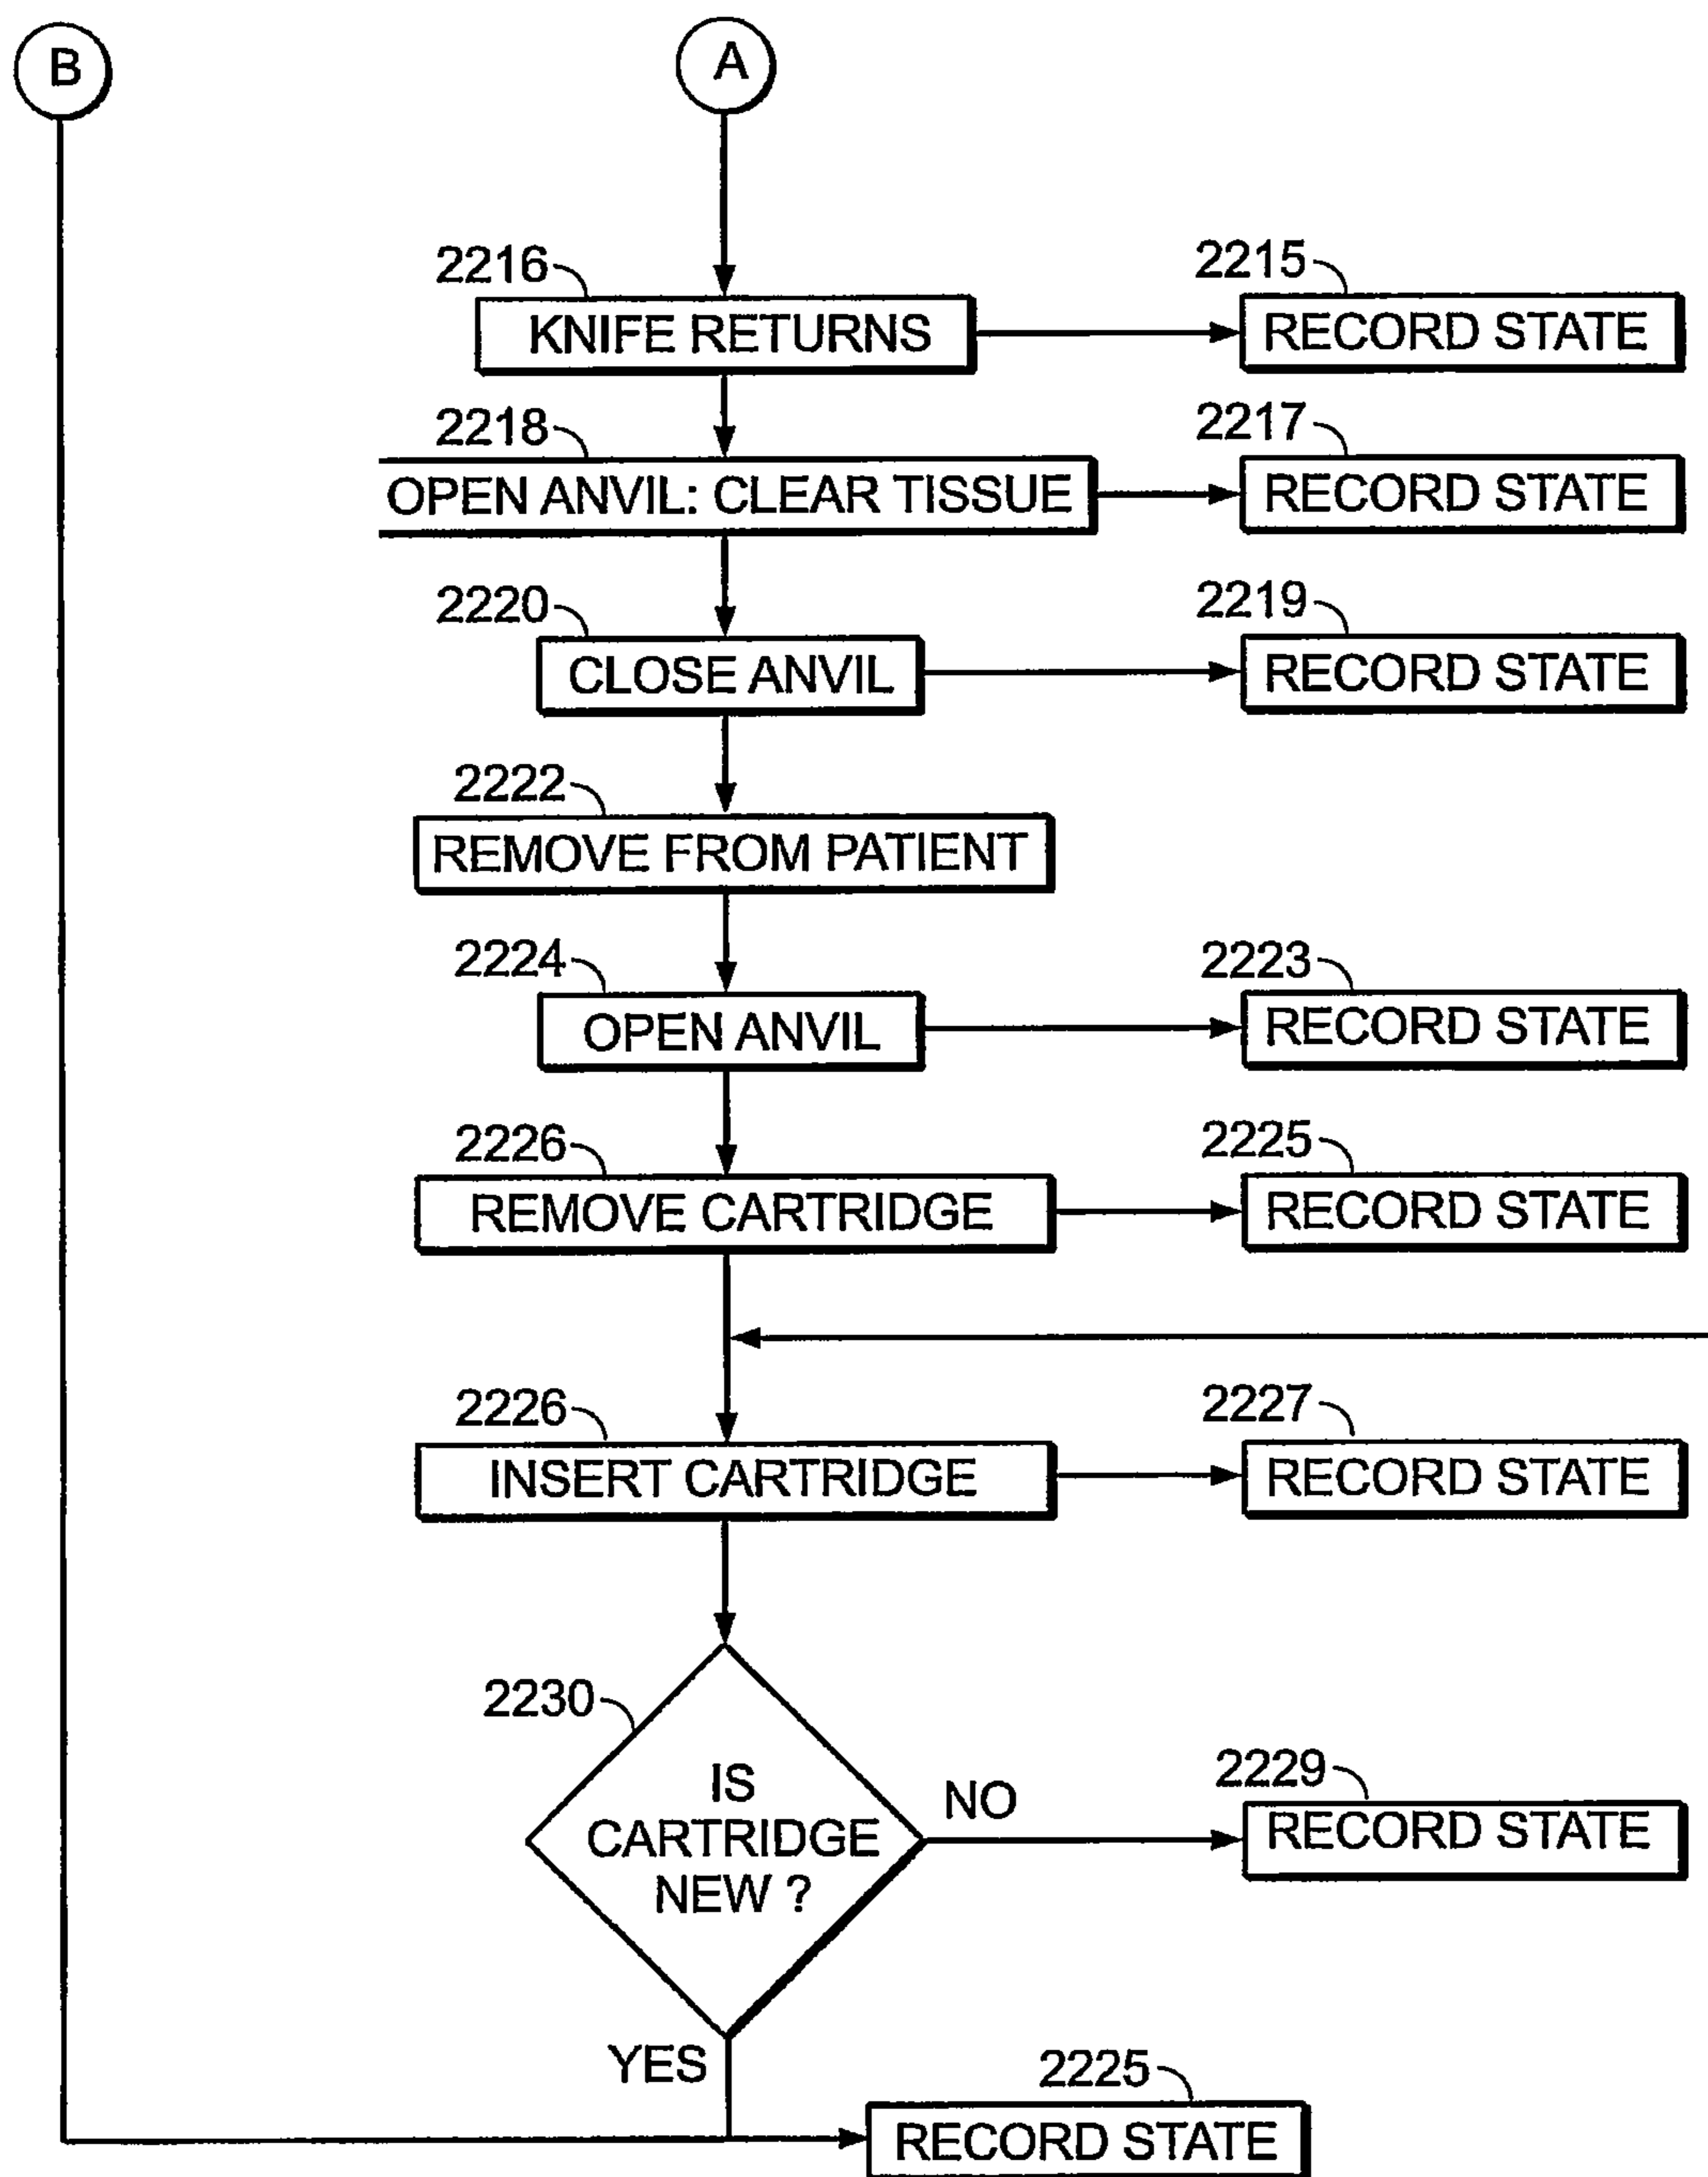 B
A
2216
2215
KNIFE RETURNS
RECORD STATE
2218
2217
OPEN ANVIL: CLEAR TISSUE
RECORD STATE
2220
2219
CLOSE ANVIL
RECORD STATE
2222
REMOVE FROM PATIENT
2224
2223
OPEN ANVIL
RECORD STATE
2226
2225
REMOVE CARTRIDGE
RECORD STATE
2226
2227
INSERT CARTRIDGE
RECORD STATE
2230
IS
CARTRIDGE
NEW ?
NO
2229
RECORD STATE
YES
2225
RECORD STATE